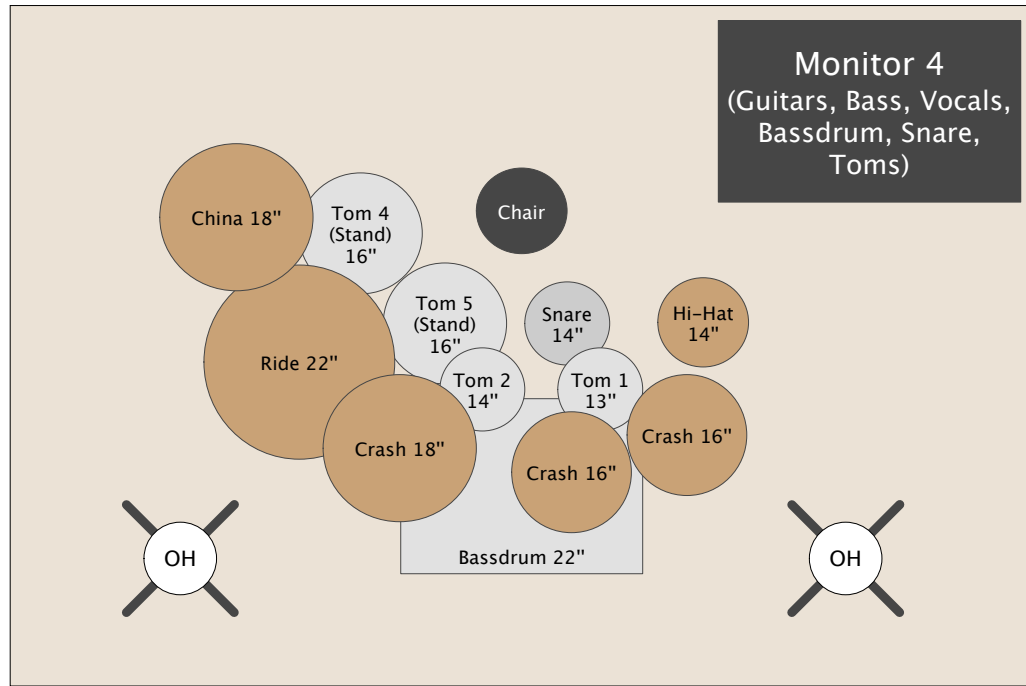 Monitor 4
(Guitars, Bass, Vocals,
Bassdrum, Snare,
Toms)
China 18"
Tom 4
(Stand)
16"
Chair
Tom 5
(Stand)
16"
Snare
14"
Hi-Hat
14"
Ride 22"
Tom 2
14"
Tom 1
13"
Crash 18"
Crash 16"
Crash 16"
OH
Bassdrum 22"
OH